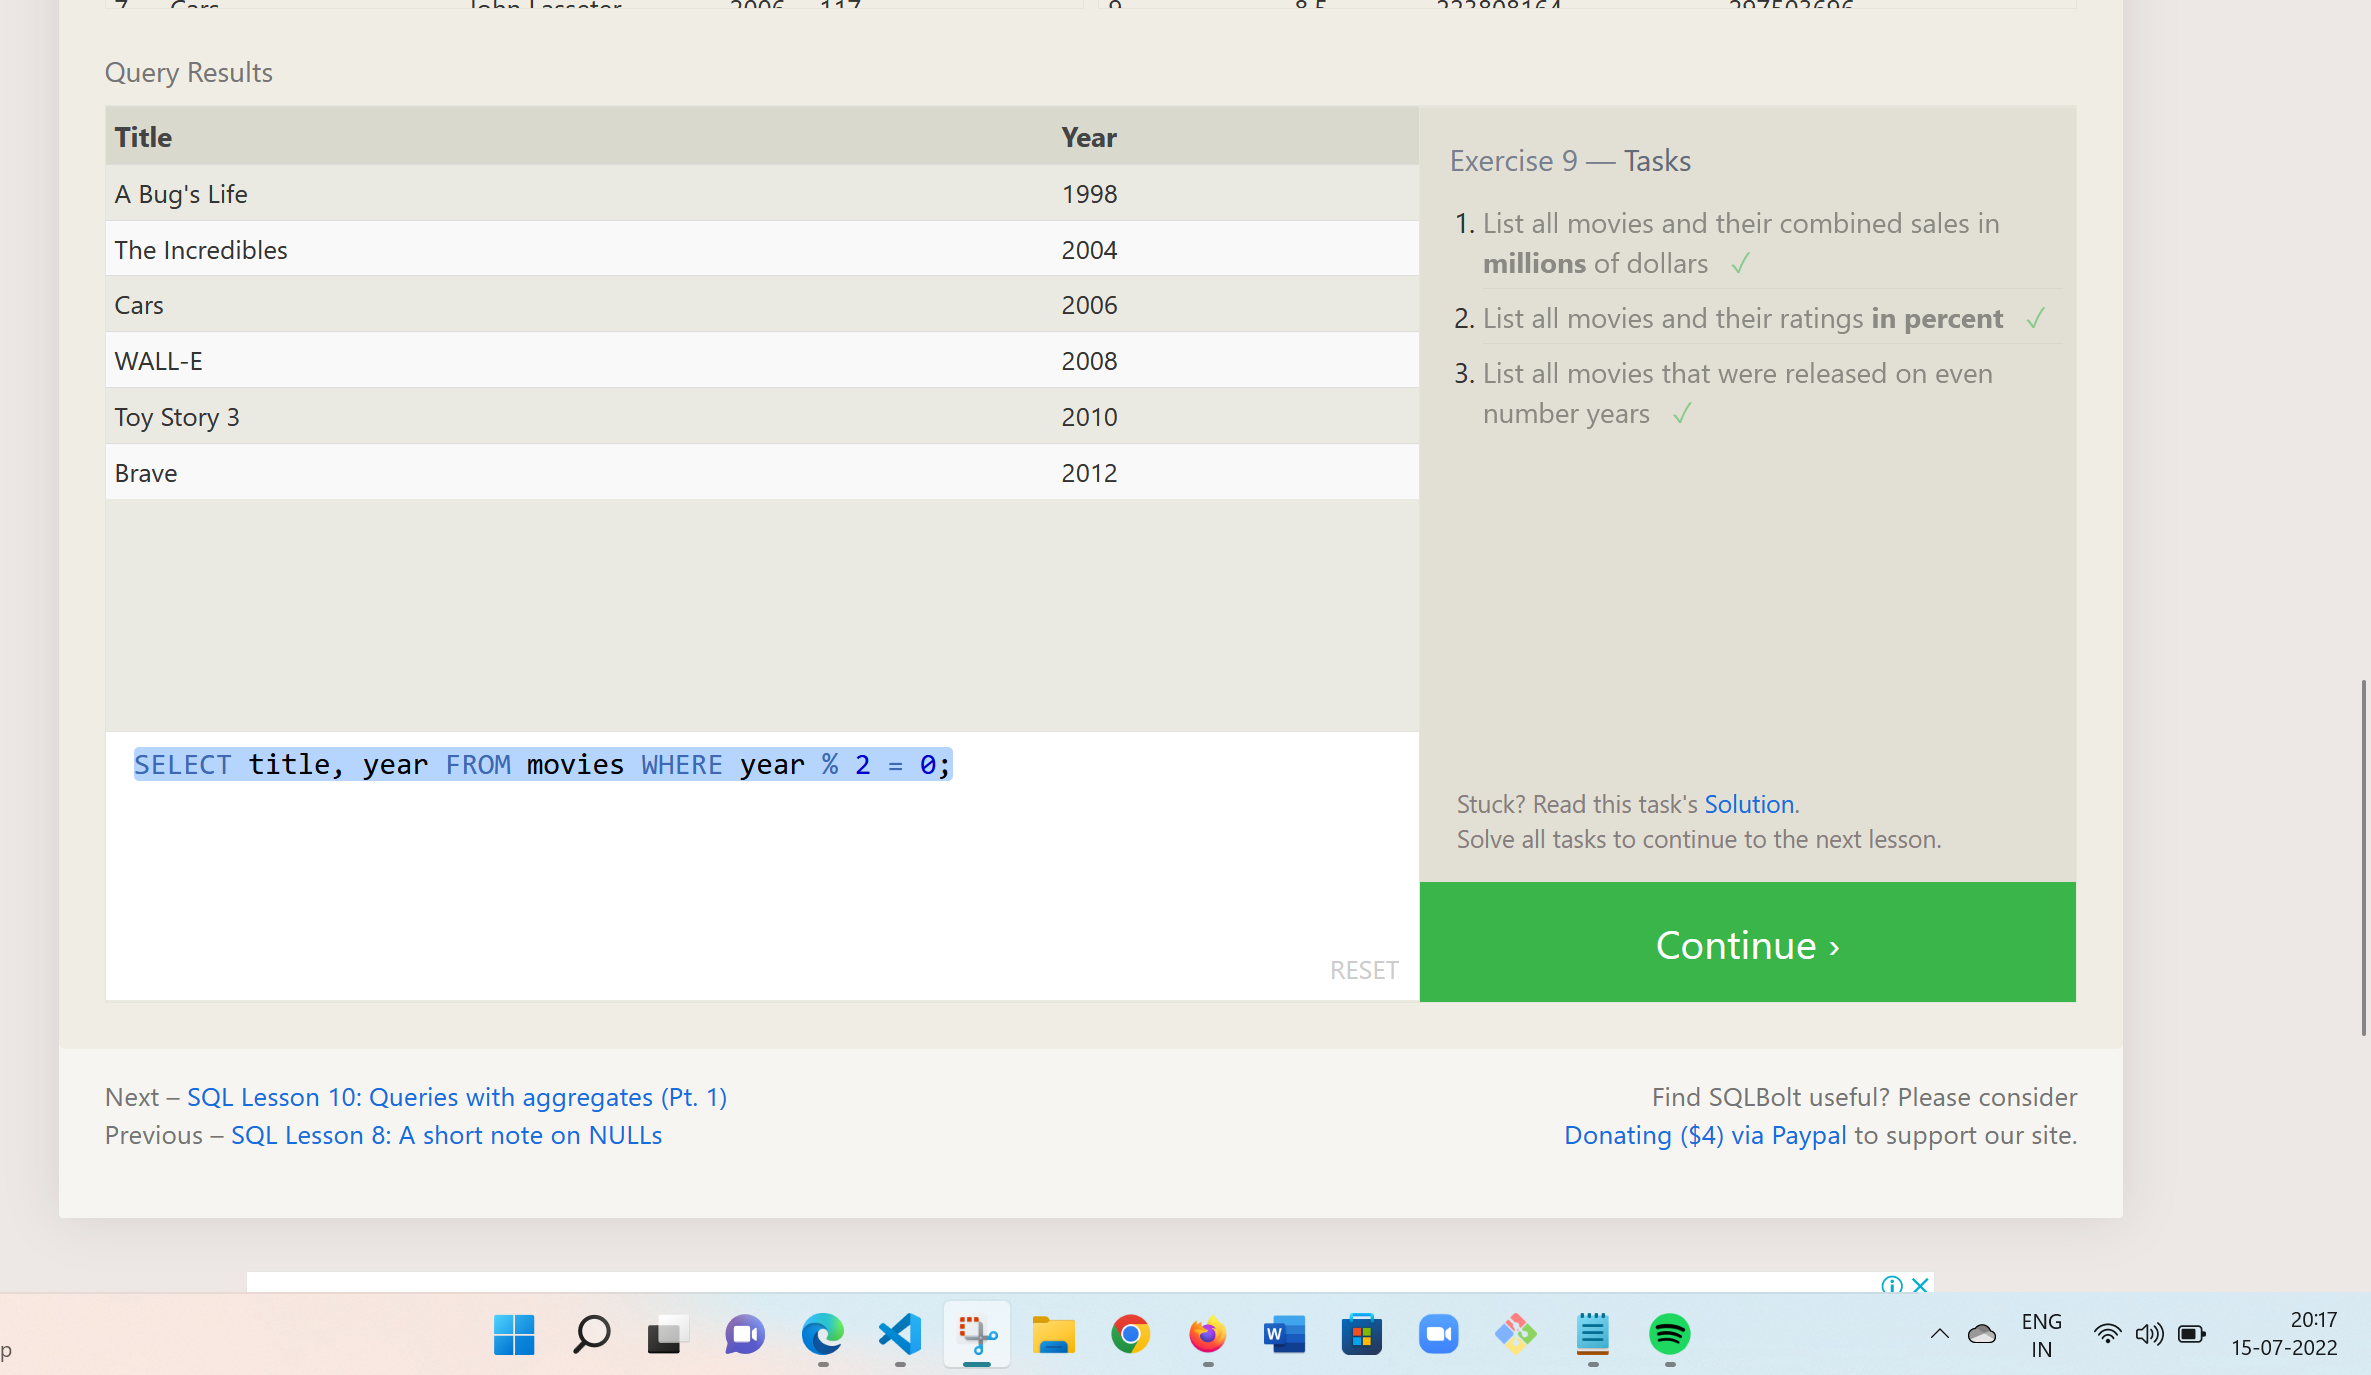 Query Results
Title Year
A Bug's Life 1998
The Incredibles 2004
Cars 2006
WALL-E 2008
Toy Story 3 2010
Brave 2012
SELECT title, year FROM movies WHERE year % 2 = 0;
RESET
Exercise 9 — Tasks
1. List all movies and their combined sales in
millions of dollars ✓
2. List all movies and their ratings in percent ✓
3. List all movies that were released on even
number years ✓
Stuck? Read this task's Solution.
Solve all tasks to continue to the next lesson.
Continue ›
Next – SQL Lesson 10: Queries with aggregates (Pt. 1)
Previous – SQL Lesson 8: A short note on NULLs
Find SQLBolt useful? Please consider
Donating ($4) via Paypal to support our site.
p
W
ENG
IN
20:17
15-07-2022